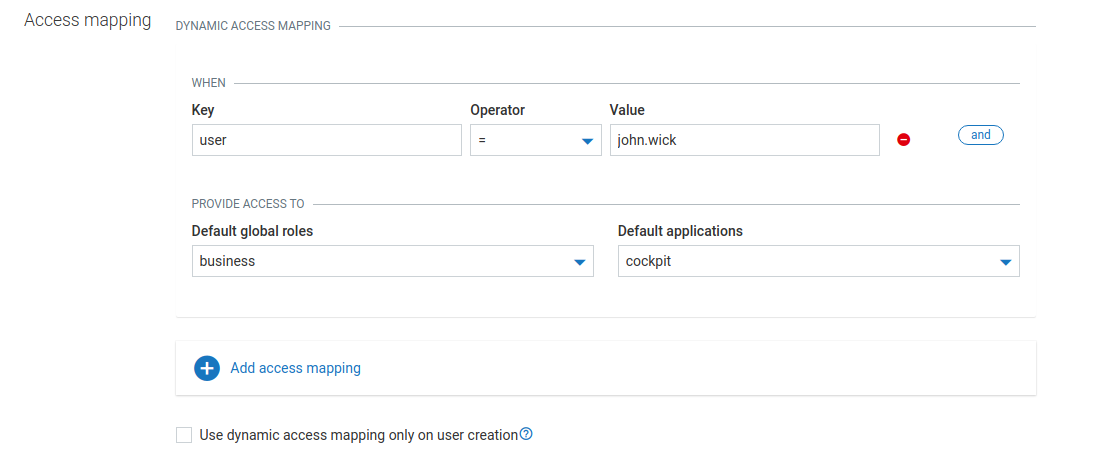 Access mapping
DYNAMIC ACCESS MAPPING
WHEN
Key Operator Value
user = john.wick and
PROVIDE ACCESS TO
Default global roles Default applications
business cockpit
Add access mapping
Use dynamic access mapping only on user creation